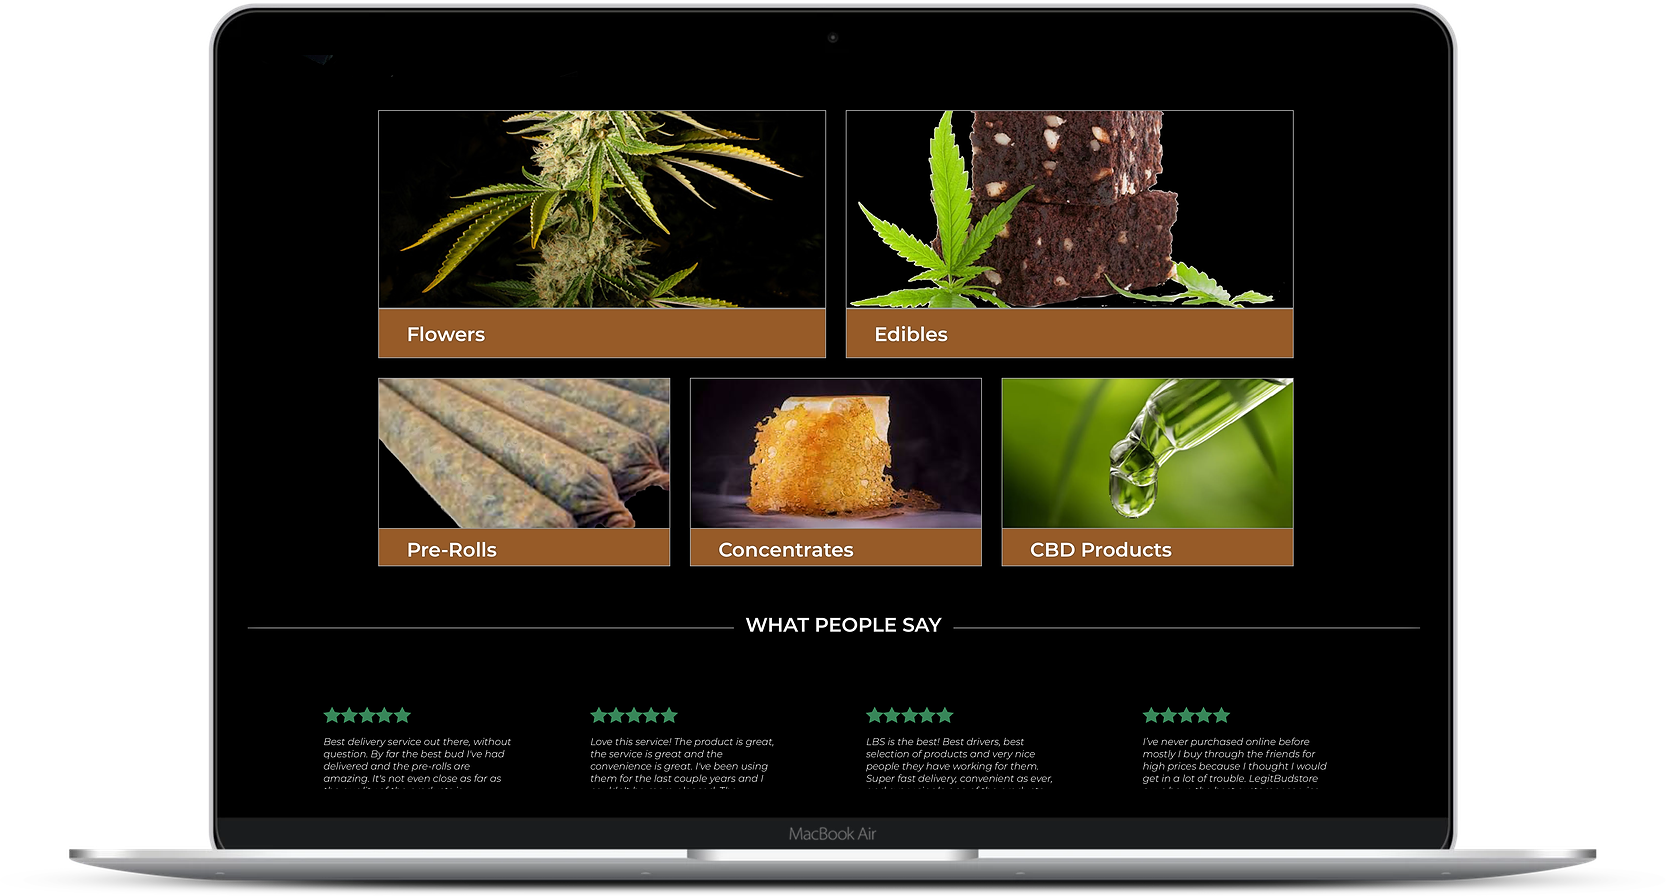 Flowers
Edibles
Pre-Rolls
Concentrates
CBD Products
WHAT PEOPLE SAY
Best delivery service out there, without
question. By far the best bud I've had
delivered and the pre-rolls are
amazing. It's not even close as far as
Love this service! The product is great,
the service is great and the
convenience is great. I've been using
them for the last couple years and I
LBS is the best! Best drivers, best
selection of products and very nice
people they have working for them.
Super fast delivery, convenient as ever,
I've never purchased online before
mostly I buy through the friends for
high prices because I thought I would
get in a lot of trouble. LegitBudstore
MacBook Air